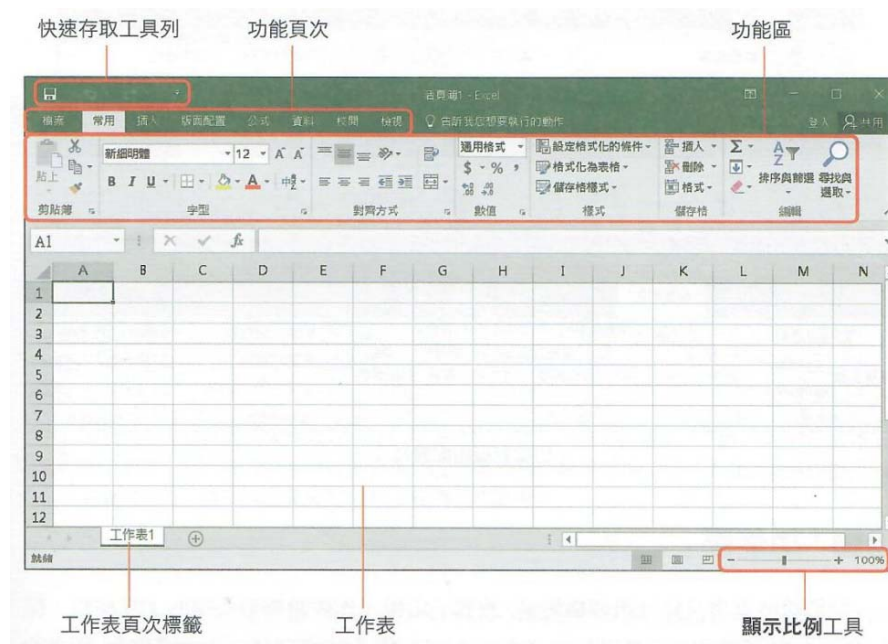 快速存取工具列 功能頁次 功能區
活頁簿1 - Excel
檔案 常用 插入 版面配置 公式 資料 校閱 檢視 告訴我您想要執行的動作 登入 共用
新細明體 12 A A 通用格式 設定格式化的條件 插入 Σ A Z
貼上 $ % , 格式化為表格 刪除 排序與篩選 尋找與
B I U A 中 .00 .0 儲存格樣式 格式 選取
剪貼簿 字型 對齊方式 數值 樣式 儲存格 編輯
A1 fx
A B C D E F G H I J K L M N
1
2
3
4
5
6
7
8
9
10
11
12
工作表1
就緒 100%
工作表頁次標籤 工作表 顯示比例工具